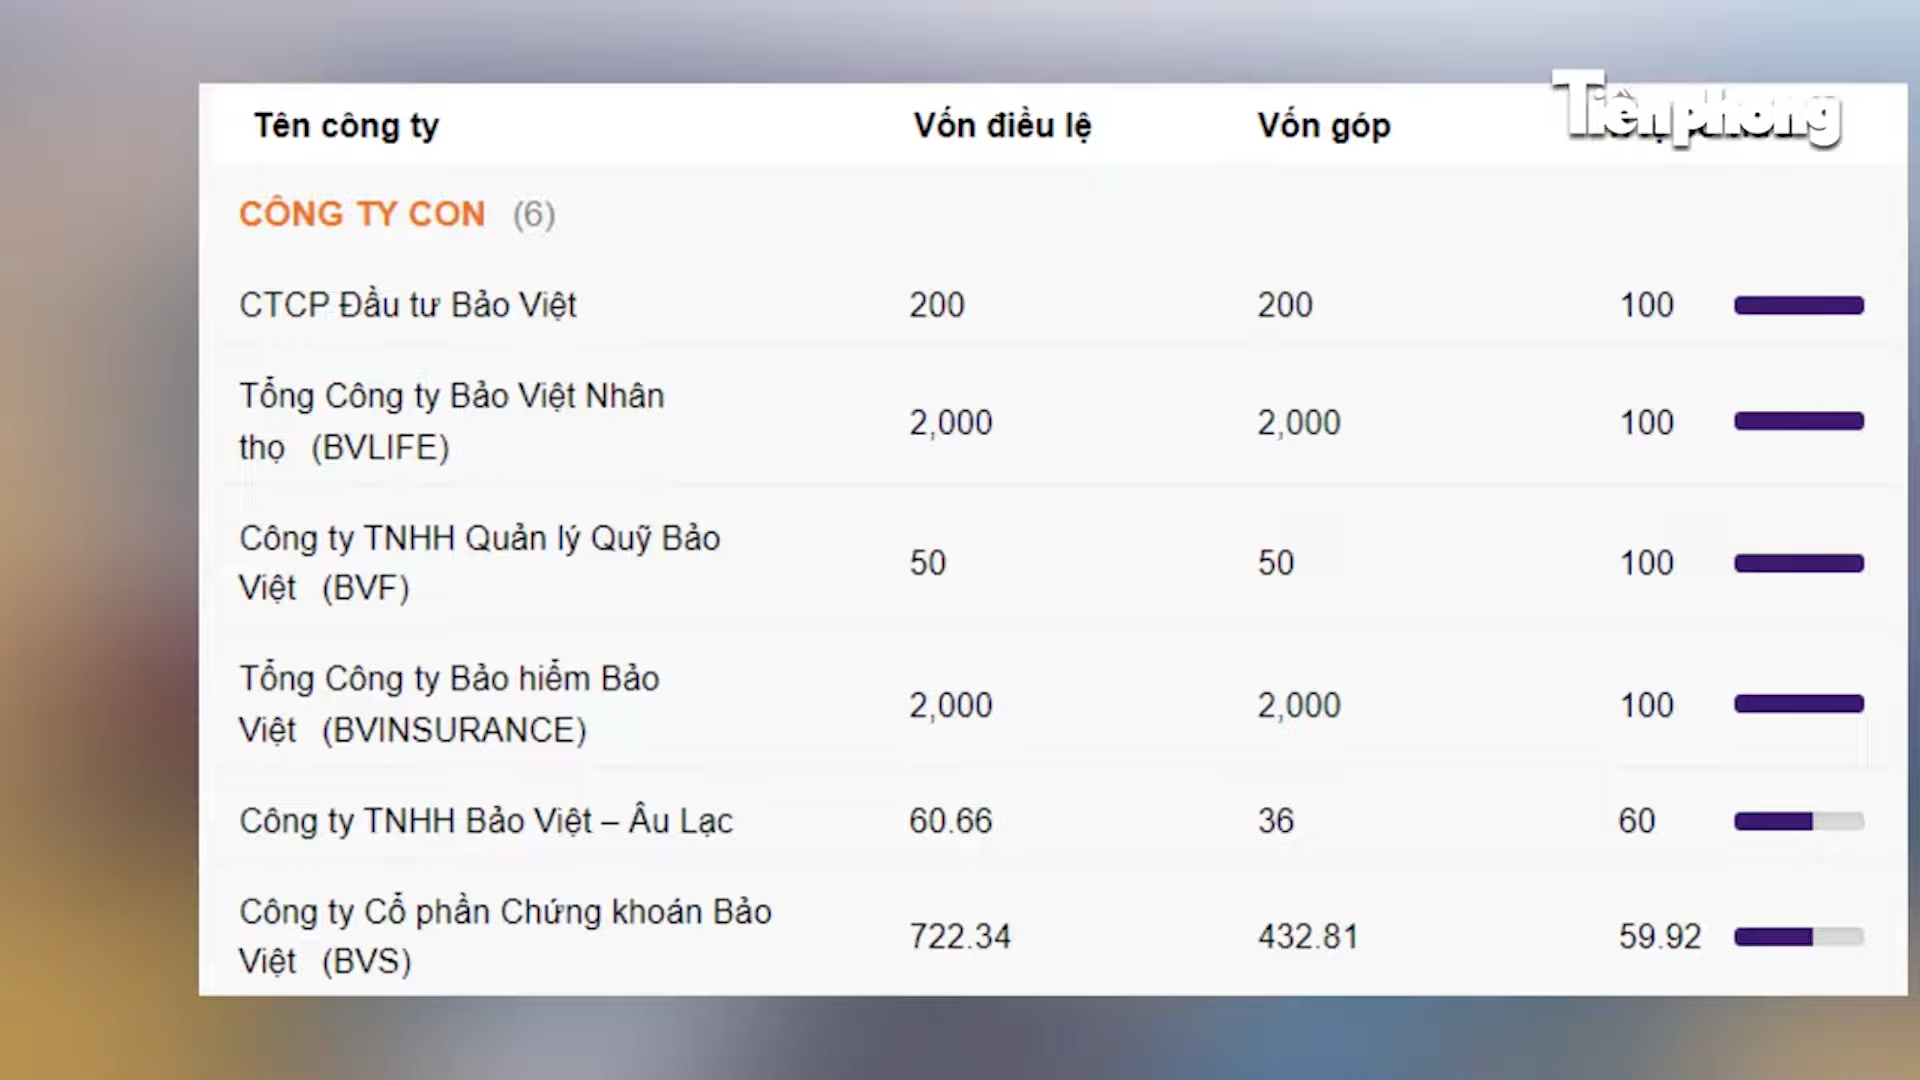 Tiền phong
Tên công ty Vốn điều lệ Vốn góp
CÔNG TY CON (6)
CTCP Đầu tư Bảo Việt 200 200 100
Tổng Công ty Bảo Việt Nhân
thọ (BVLIFE) 2,000 2,000 100
Công ty TNHH Quản lý Quỹ Bảo
Việt (BVF) 50 50 100
Tổng Công ty Bảo hiểm Bảo
Việt (BVINSURANCE) 2,000 2,000 100
Công ty TNHH Bảo Việt – Âu Lạc 60.66 36 60
Công ty Cổ phần Chứng khoán Bảo
Việt (BVS) 722.34 432.81 59.92